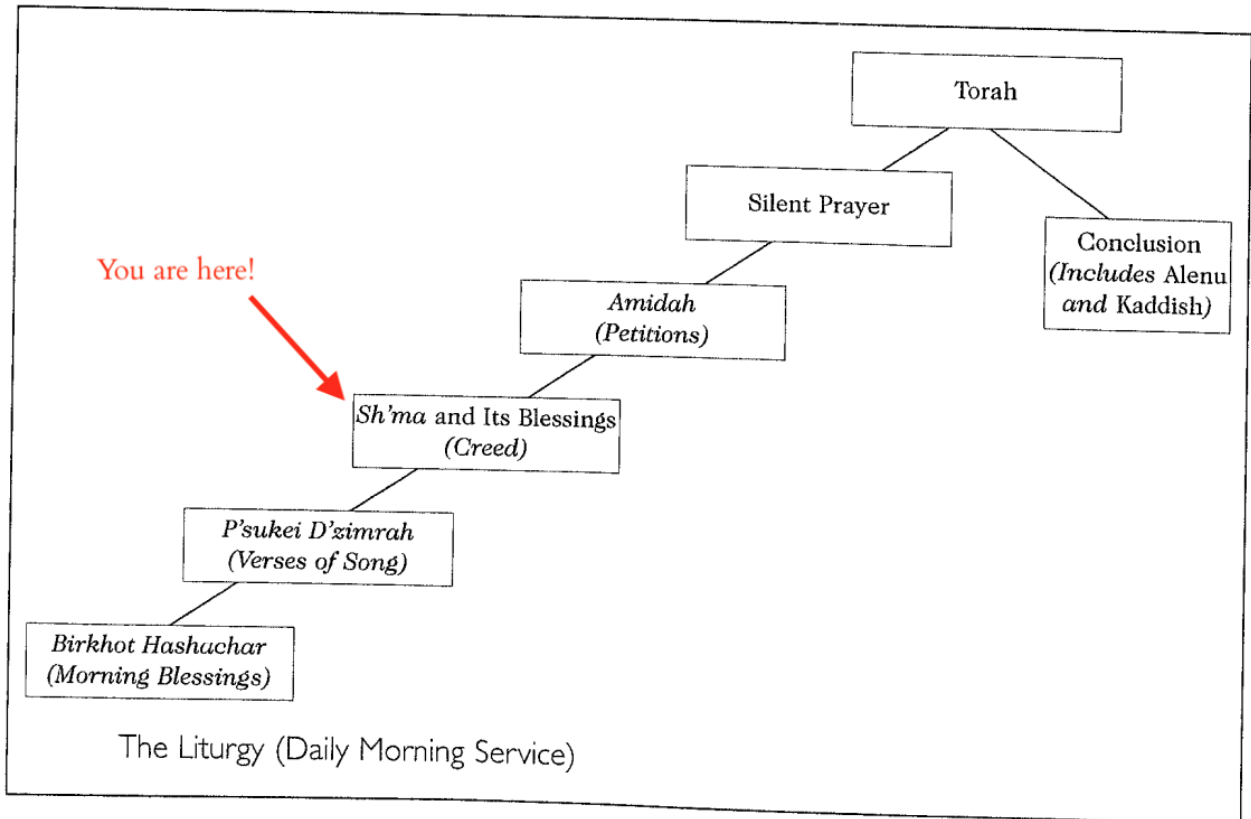 Torah
Silent Prayer
Conclusion
(Includes Alenu
and Kaddish)
You are here!
Amidah
(Petitions)
Sh'ma and Its Blessings
(Creed)
P'sukei D'zimrah
(Verses of Song)
Birkhot Hashachar
(Morning Blessings)
The Liturgy (Daily Morning Service)